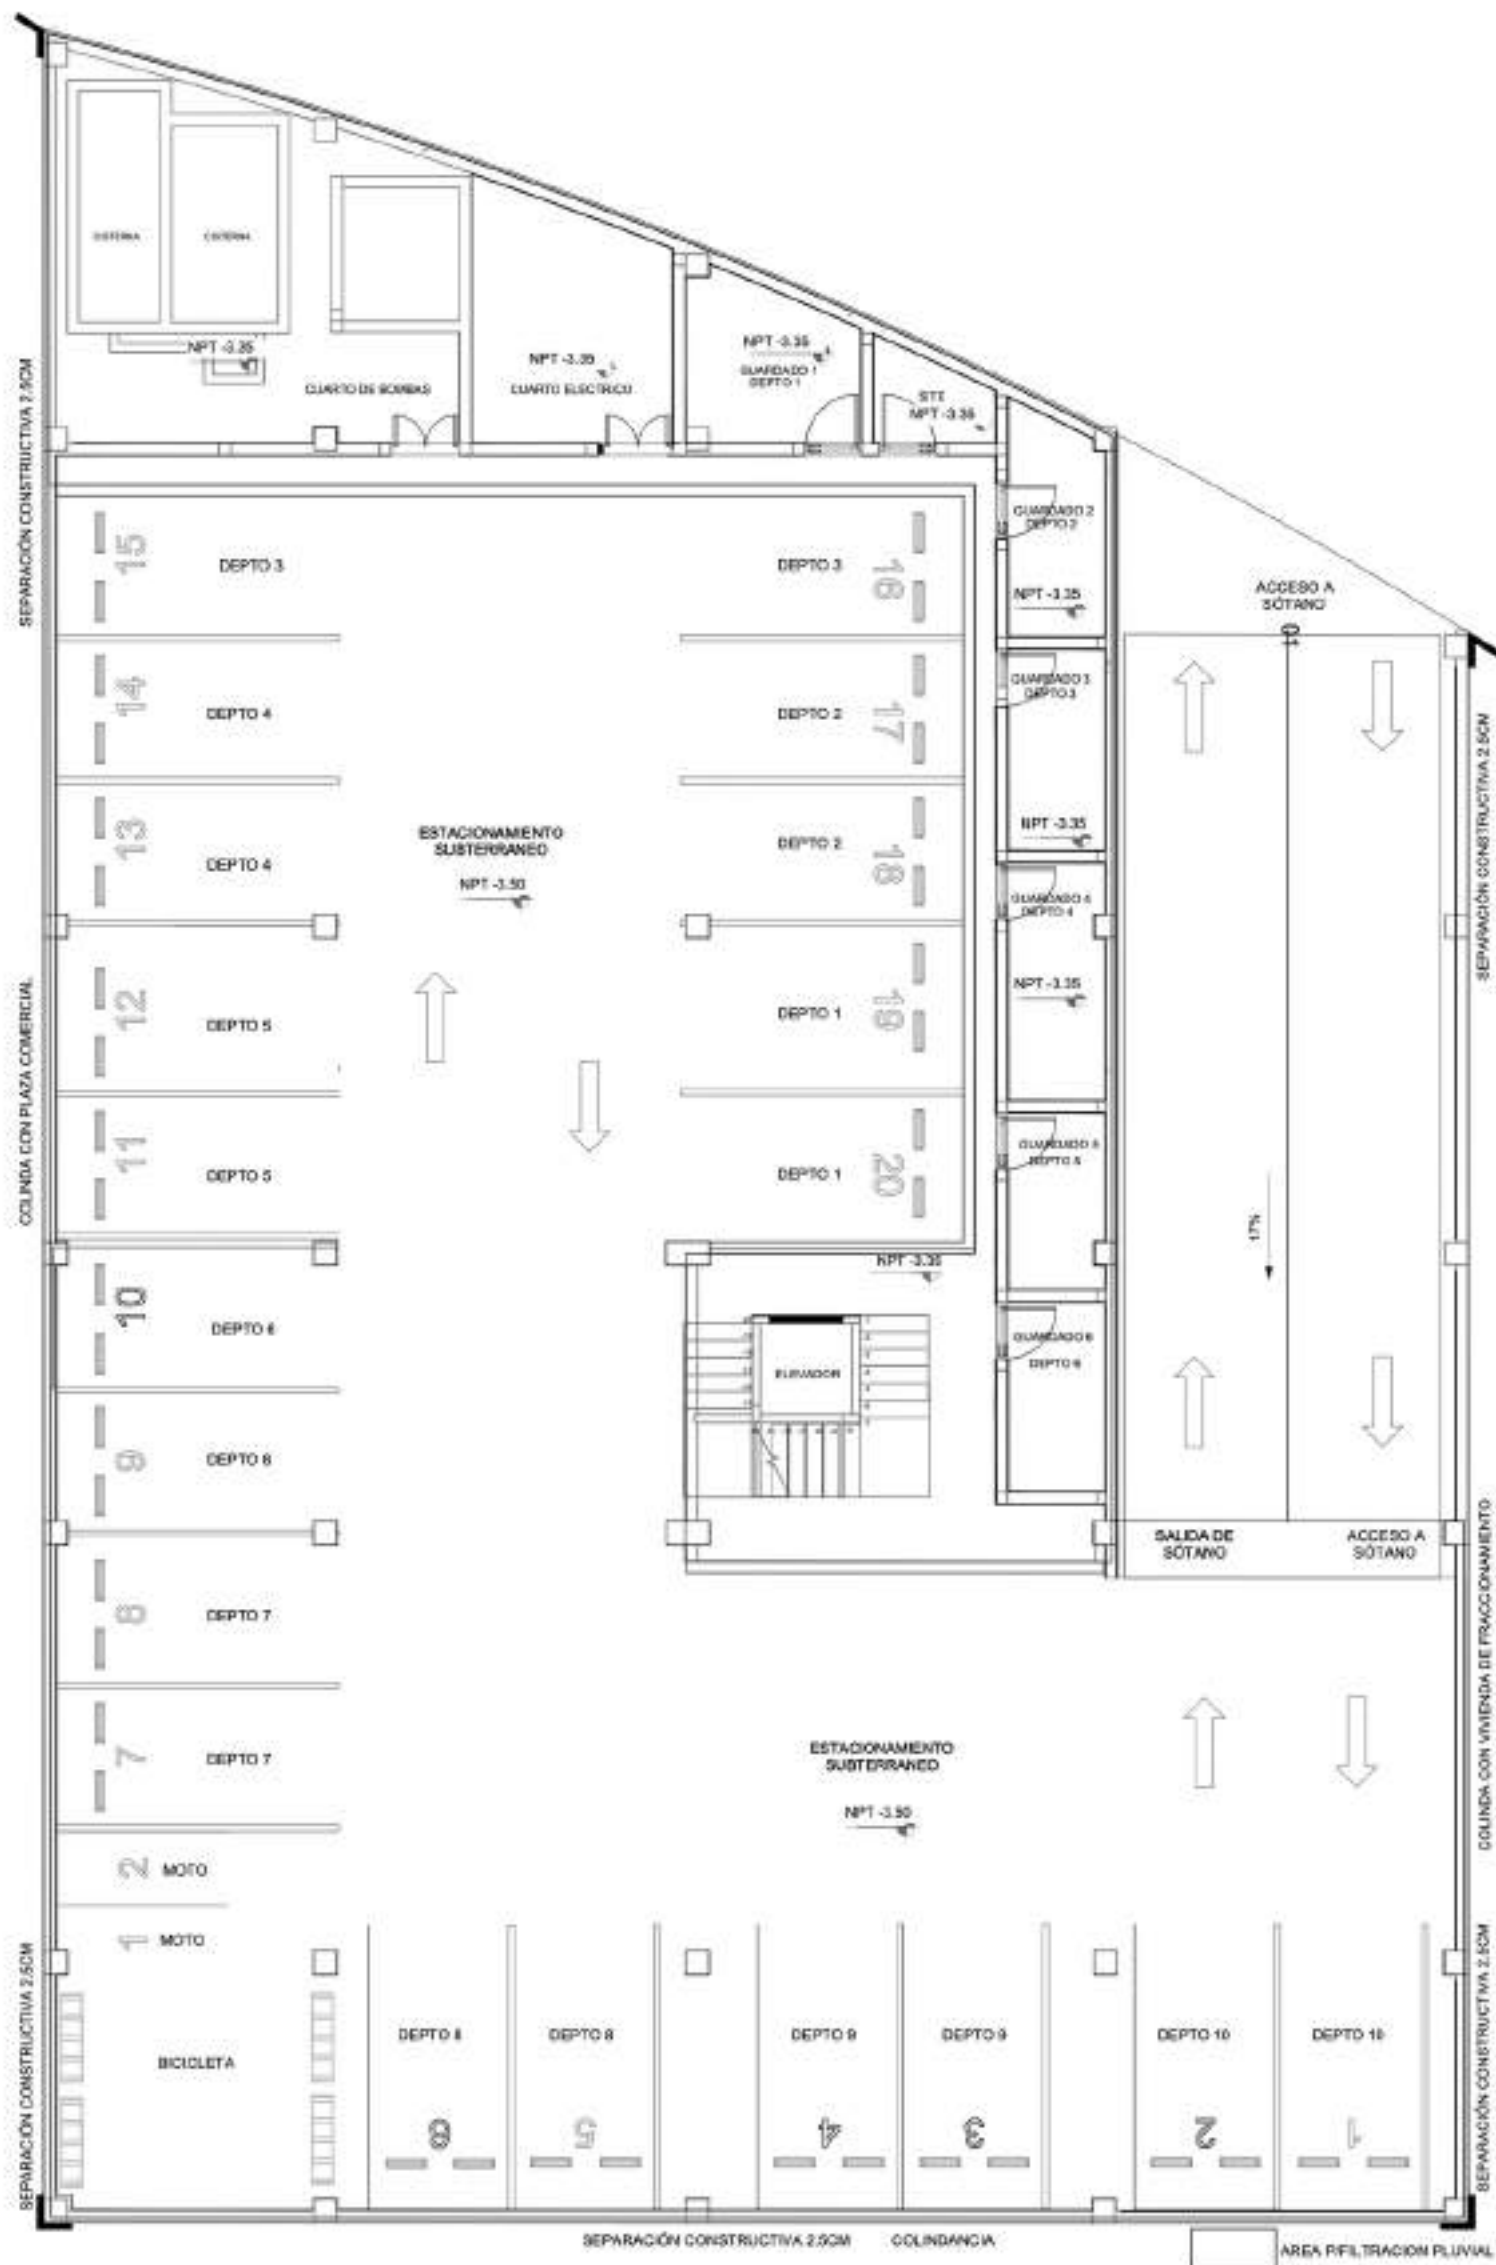 CISTERNA
CISTERNA
NPT -3.35
CUARTO DE BOMBAS
NPT -3.35
CUARTO ELECTRICO
NPT -3.35
GUARDADO 1
DEPTO 1
SITE
NPT -3.35
SEPARACIÓN CONSTRUCTIVA 2.5CM
15
DEPTO 3
DEPTO 3
16
GUARDADO 2
DEPTO 2
NPT -3.35
ACCESO A
SÓTANO
01
14
DEPTO 4
DEPTO 2
17
GUARDADO 3
DEPTO 3
NPT -3.35
SEPARACIÓN CONSTRUCTIVA 2.5CM
13
DEPTO 4
ESTACIONAMIENTO
SUBTERRANEO
NPT -3.50
DEPTO 2
18
GUARDADO 4
DEPTO 4
NPT -3.35
COLINDA CON PLAZA COMERCIAL
12
DEPTO 5
DEPTO 1
19
11
DEPTO 5
DEPTO 1
20
GUARDADO 5
DEPTO 5
17%
NPT -3.35
10
DEPTO 6
ELEVADOR
GUARDADO 6
DEPTO 6
9
DEPTO 6
SALIDA DE
SÓTANO
ACCESO A
SÓTANO
8
DEPTO 7
COLINDA CON VIVIENDA DE FRACCIONAMIENTO
7
DEPTO 7
ESTACIONAMIENTO
SUBTERRANEO
NPT -3.50
2 MOTO
1 MOTO
SEPARACIÓN CONSTRUCTIVA 2.5CM
BICICLETA
DEPTO 8
DEPTO 8
DEPTO 9
DEPTO 9
DEPTO 10
DEPTO 10
6
5
4
3
2
1
SEPARACIÓN CONSTRUCTIVA 2.5CM
SEPARACIÓN CONSTRUCTIVA 2.5CM
COLINDANCIA
AREA P/FILTRACION PLUVIAL